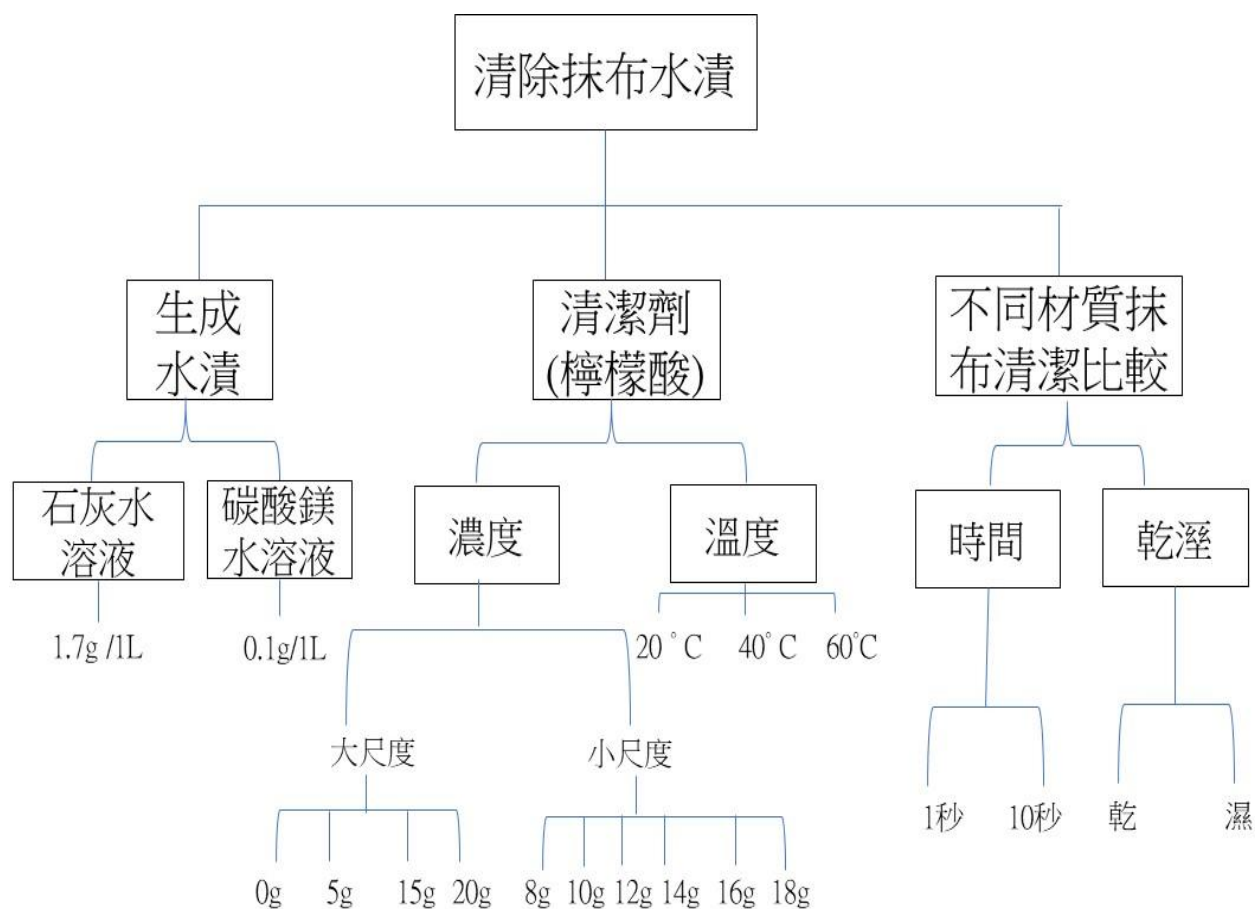 清除抹布水漬
生成
水漬
清潔劑
(檸檬酸)
不同材質抹
布清潔比較
石灰水
溶液
碳酸鎂
水溶液
濃度
溫度
時間
乾溼
1.7g /1L
0.1g/1L
20°C 40°C 60℃
大尺度
小尺度
1秒 10秒 乾 濕
0g 5g 15g 20g 8g 10g 12g 14g 16g 18g